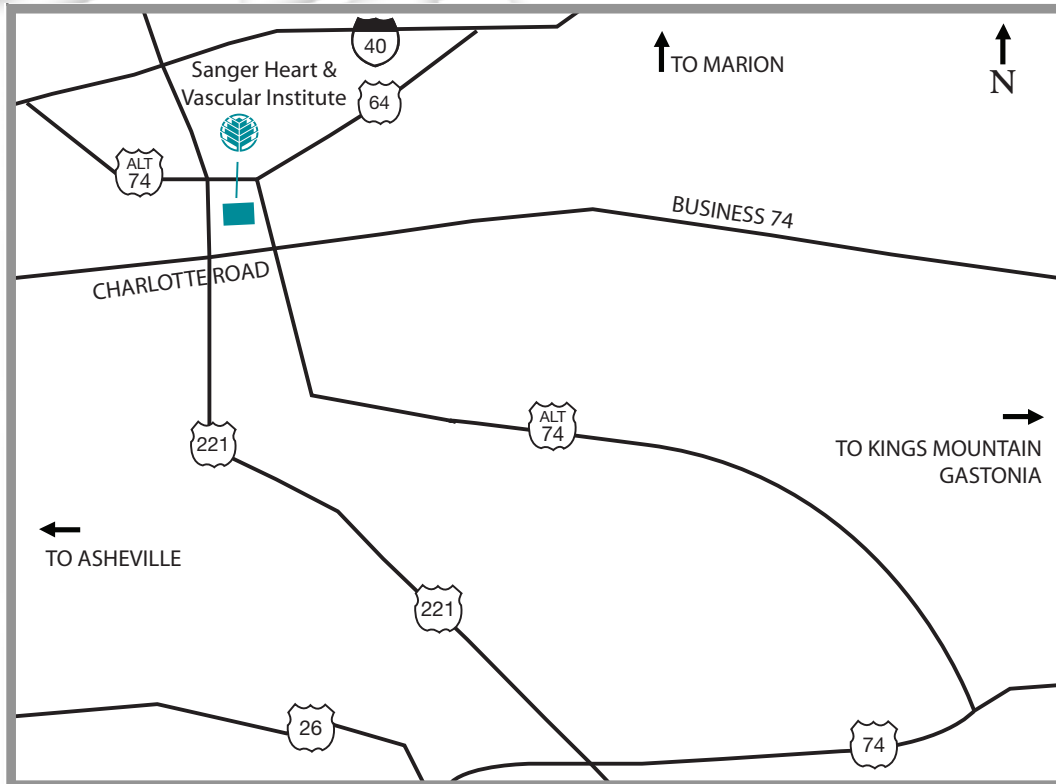 40
Sanger Heart &
Vascular Institute
64
TO MARION
N
ALT
74
BUSINESS 74
CHARLOTTE ROAD
ALT
74
221
TO KINGS MOUNTAIN
GASTONIA
TO ASHEVILLE
221
26
74